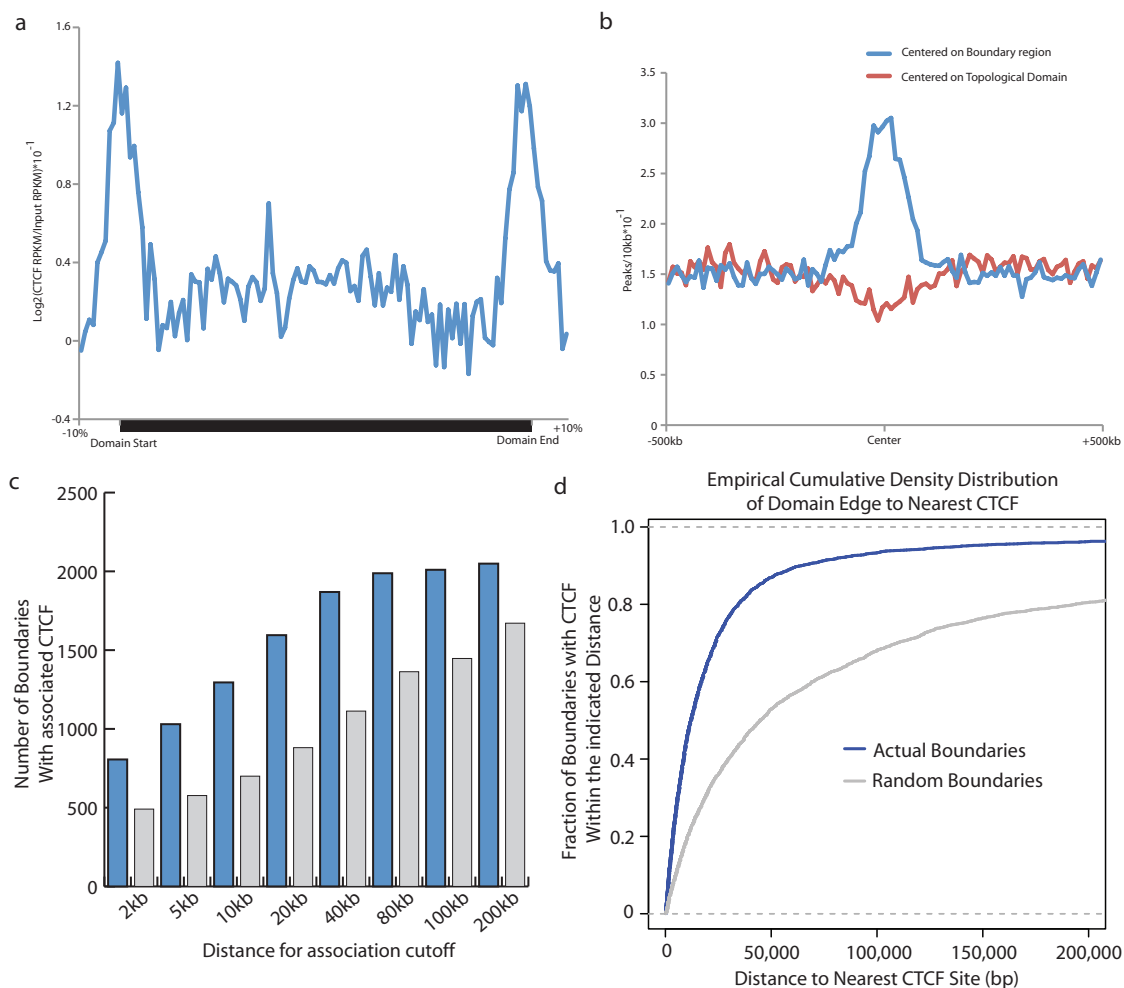 a
1.6
1.2
0.8
0.4
0
-0.4
Log2(CTCF RPKM/Input RPKM)*10^-1
-10%
Domain Start
Domain End
+10%
b
Centered on Boundary region
Centered on Topological Domain
3.5
3.0
2.5
2.0
1.5
1.0
0.5
0
Peaks/10kb*10^-1
-500kb
Center
+500kb
c
2500
2000
1500
1000
500
0
Number of Boundaries
With associated CTCF
2kb
5kb
10kb
20kb
40kb
80kb
100kb
200kb
Distance for association cutoff
d
Empirical Cumulative Density Distribution
of Domain Edge to Nearest CTCF
1.0
0.8
0.6
0.4
0.2
0
Fraction of Boundaries with CTCF
Within the indicated Distance
Actual Boundaries
Random Boundaries
0
50,000
100,000
150,000
200,000
Distance to Nearest CTCF Site (bp)